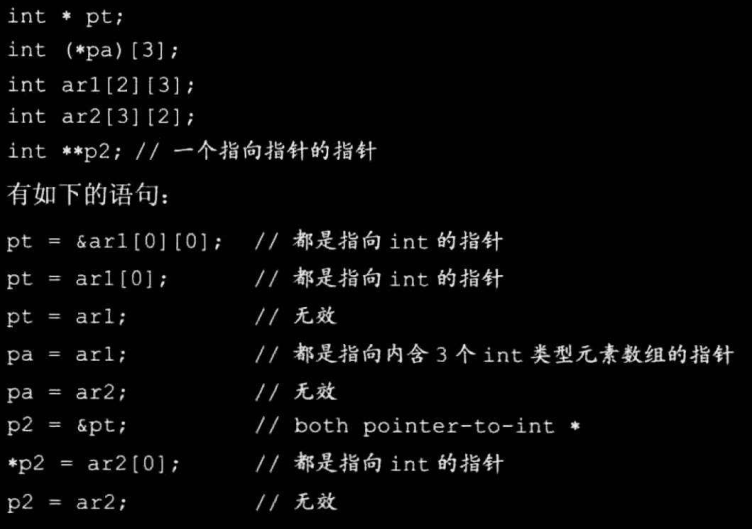 int * pt;
int (*pa)[3];
int ar1[2][3];
int ar2[3][2];
int **p2; // 一个指向指针的指针
有如下的语句：
pt = &ar1[0][0]; // 都是指向 int 的指针
pt = ar1[0]; // 都是指向 int 的指针
pt = ar1; // 无效
pa = ar1; // 都是指向内含 3 个 int 类型元素数组的指针
pa = ar2; // 无效
p2 = &pt; // both pointer-to-int *
*p2 = ar2[0]; // 都是指向 int 的指针
p2 = ar2; // 无效